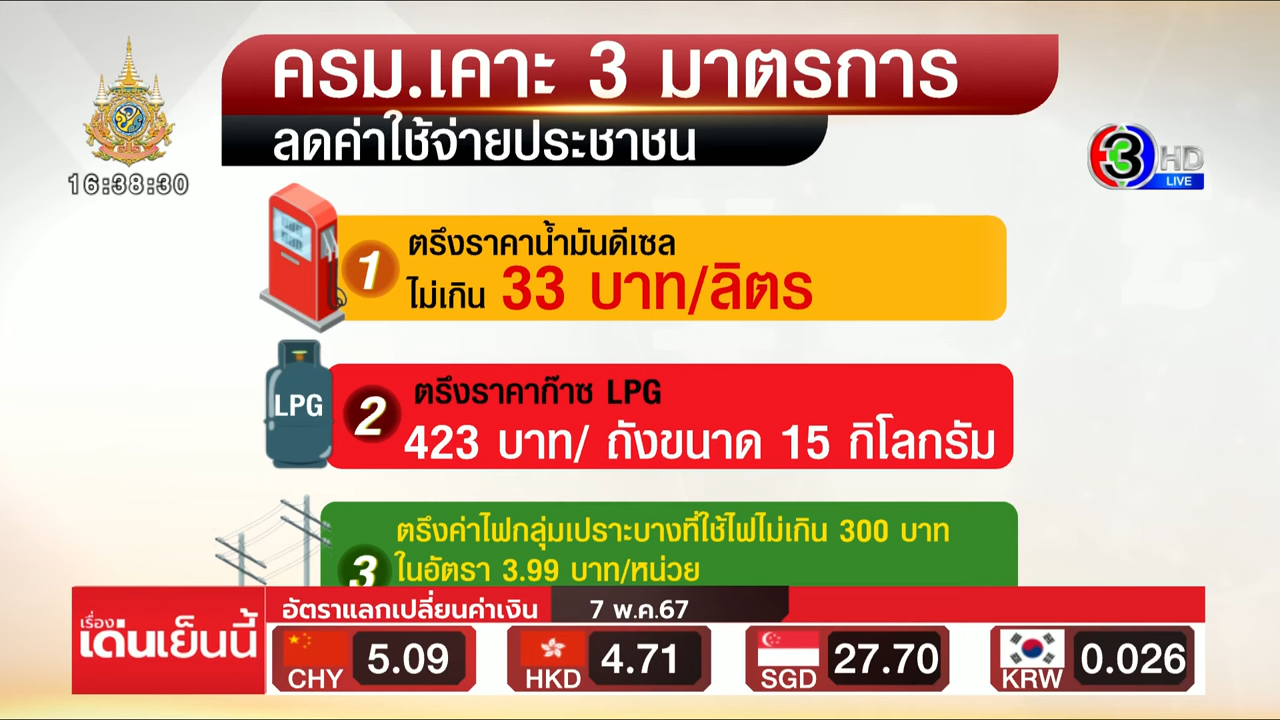 ครม.เคาะ 3 มาตรการ
ลดค่าใช้จ่ายประชาชน
16:38:30
3 HD
LIVE
1
ตรึงราคาน้ำมันดีเซล
ไม่เกิน 33 บาท/ลิตร
LPG
2
ตรึงราคาก๊าซ LPG
423 บาท/ ถังขนาด 15 กิโลกรัม
3
ตรึงค่าไฟกลุ่มเปราะบางที่ใช้ไฟไม่เกิน 300 บาท
ในอัตรา 3.99 บาท/หน่วย
เรื่อง
เด่นเย็นนี้
อัตราแลกเปลี่ยนค่าเงิน 7 พ.ค.67
CHY 5.09 HKD 4.71 SGD 27.70 KRW 0.026